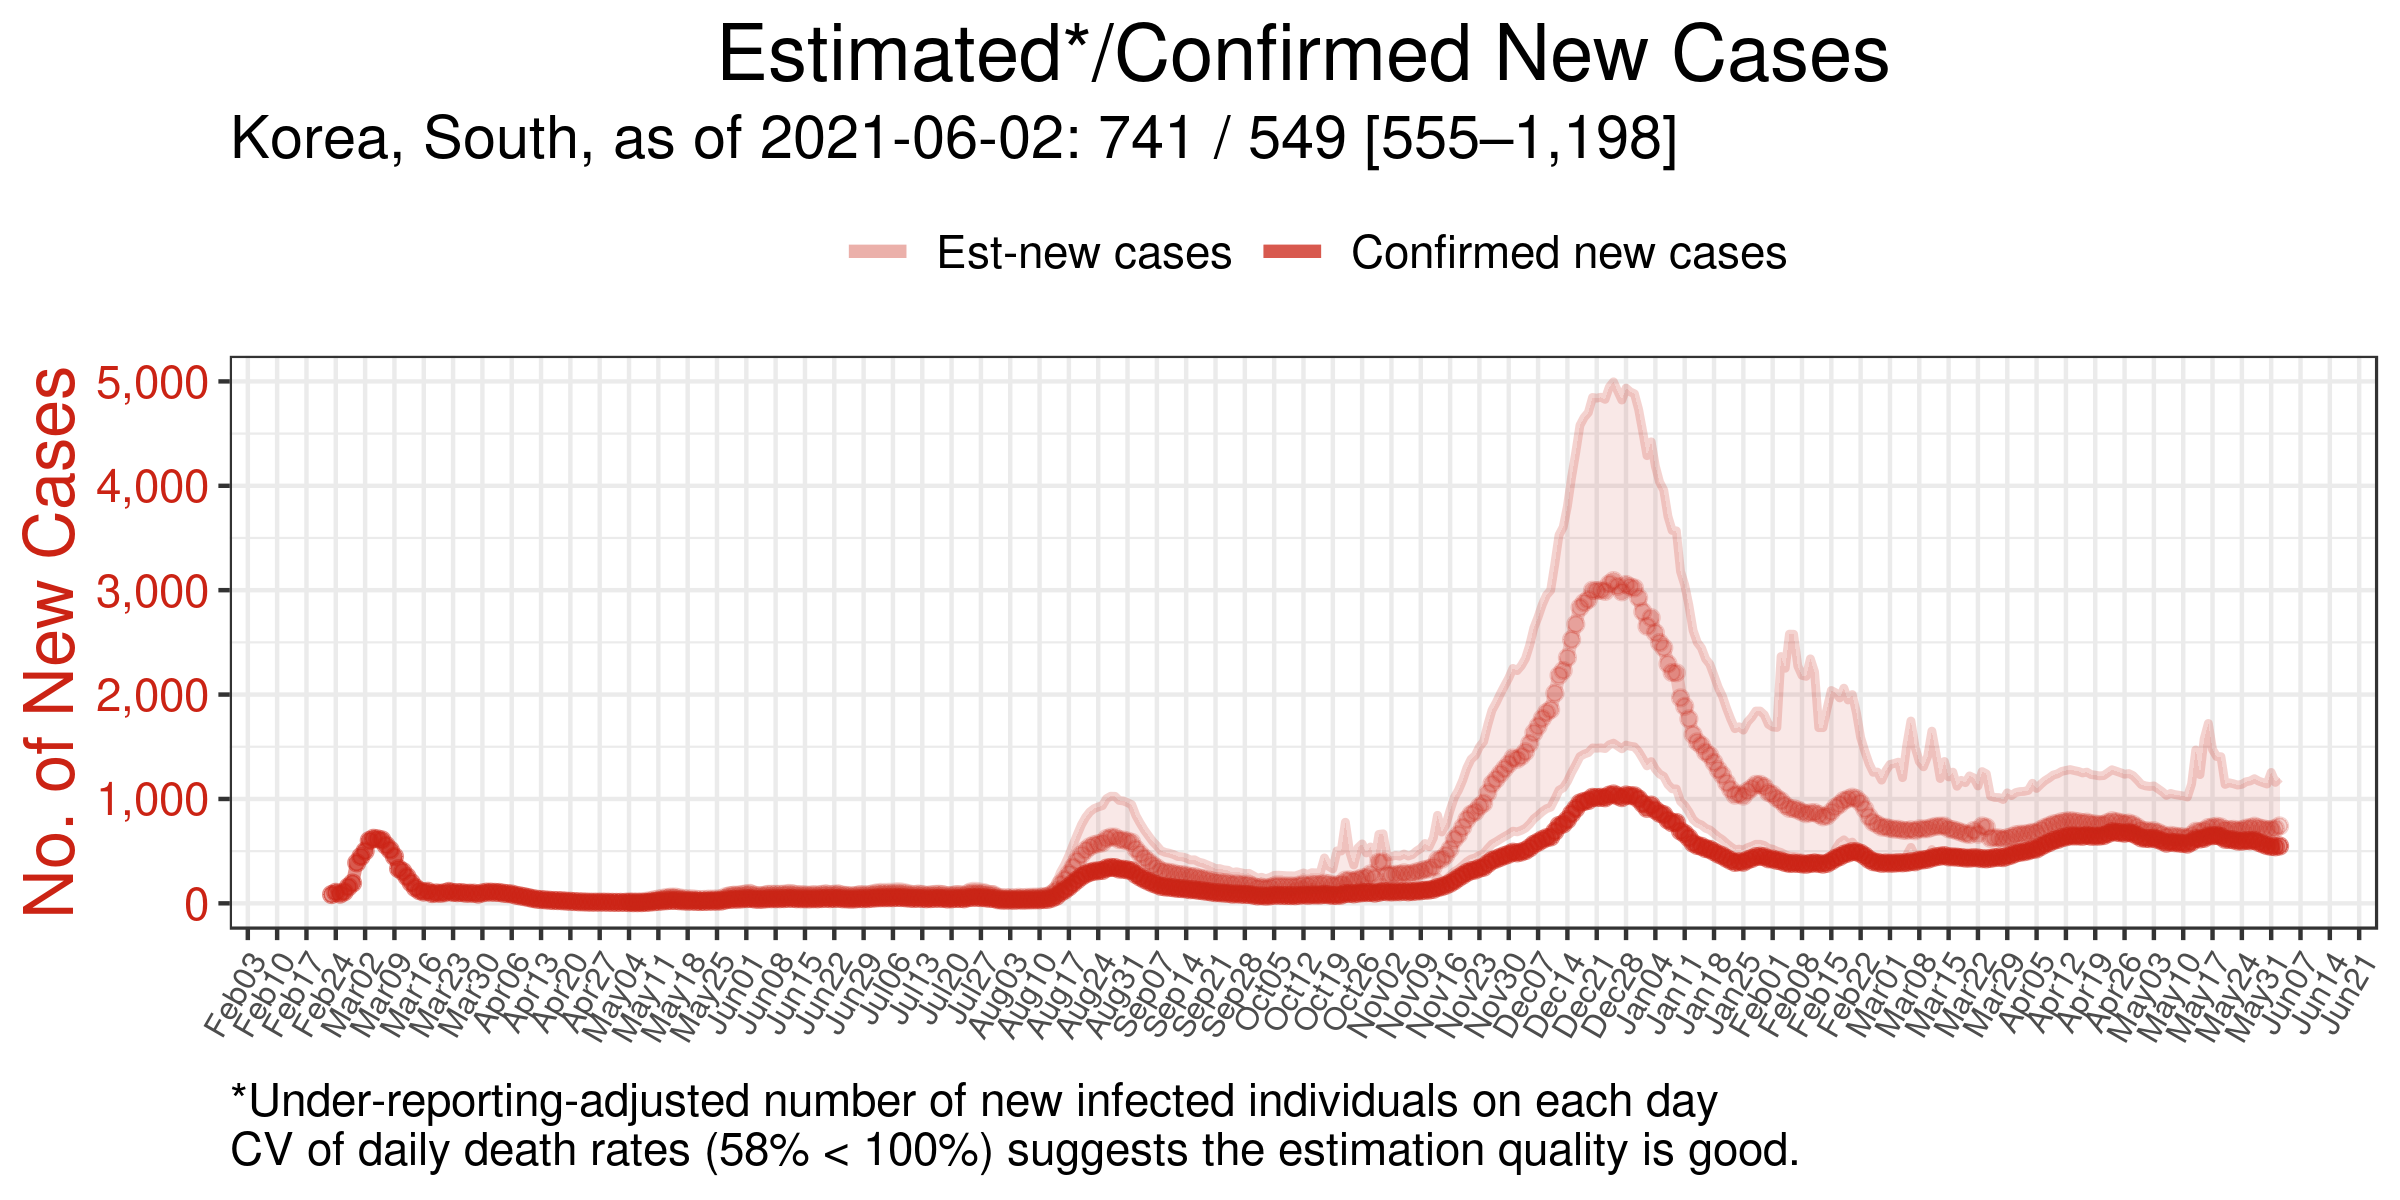 Estimated*/Confirmed New Cases
Korea, South, as of 2021-06-02: 741 / 549 [555–1,198]
Est-new cases Confirmed new cases
No. of New Cases
5,000
4,000
3,000
2,000
1,000
0
Feb03 Feb10 Feb17 Feb24 Mar02 Mar09 Mar16 Mar23 Mar30 Apr06 Apr13 Apr20 Apr27 May04 May11 May18 May25 Jun01 Jun08 Jun15 Jun22 Jun29 Jul06 Jul13 Jul20 Jul27 Aug03 Aug10 Aug17 Aug24 Aug31 Sep07 Sep14 Sep21 Sep28 Oct05 Oct12 Oct19 Oct26 Nov02 Nov09 Nov16 Nov23 Nov30 Dec07 Dec14 Dec21 Dec28 Jan04 Jan11 Jan18 Jan25 Feb01 Feb08 Feb15 Feb22 Mar01 Mar08 Mar15 Mar22 Mar29 Apr05 Apr12 Apr19 Apr26 May03 May10 May17 May24 May31 Jun07 Jun14 Jun21
*Under-reporting-adjusted number of new infected individuals on each day
CV of daily death rates (58% < 100%) suggests the estimation quality is good.